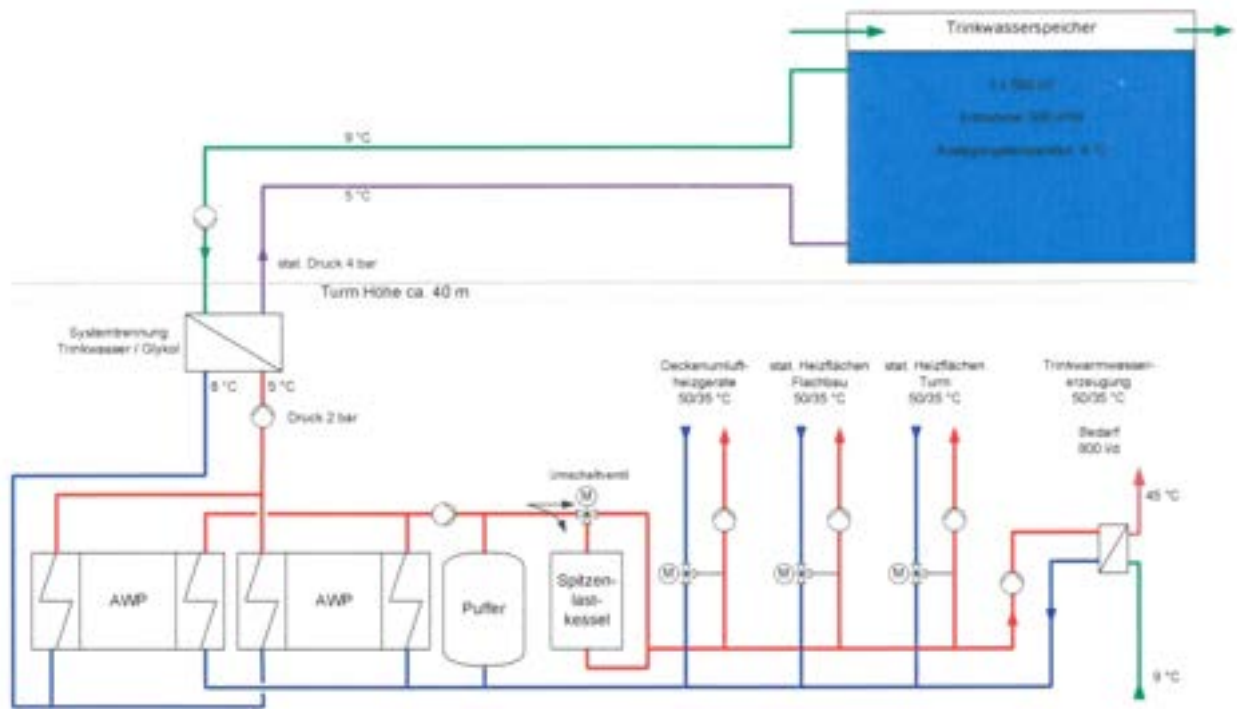 Trinkwasserspeicher
9 °C
5 °C
stat. Druck 4 bar
Turm Höhe ca. 40 m
Systemtrennung
Trinkwasser / Glykol
5 °C
Druck 2 bar
Deckenumluft-
heizgeräte
50/35 °C
stat. Heizflächen
Flachbau
50/35 °C
stat. Heizflächen
Turm
50/35 °C
Trinkwarmwasser-
erzeugung
50/35 °C
Bedarf
800 l/d
Umschaltventil
M
45 °C
AWP
AWP
Puffer
Spitzen-
last-
kessel
M
M
M
9 °C